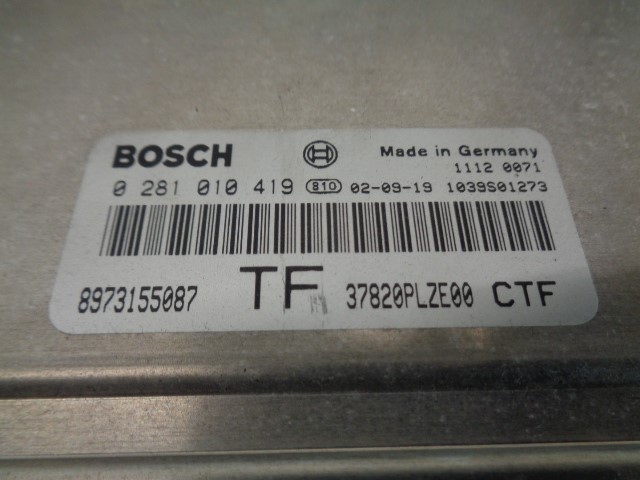 BOSCH Made in Germany
1112 0071
0 281 010 419 810 02-09-19 1039S01273
8973155087 TF 37820PLZE00 CTF